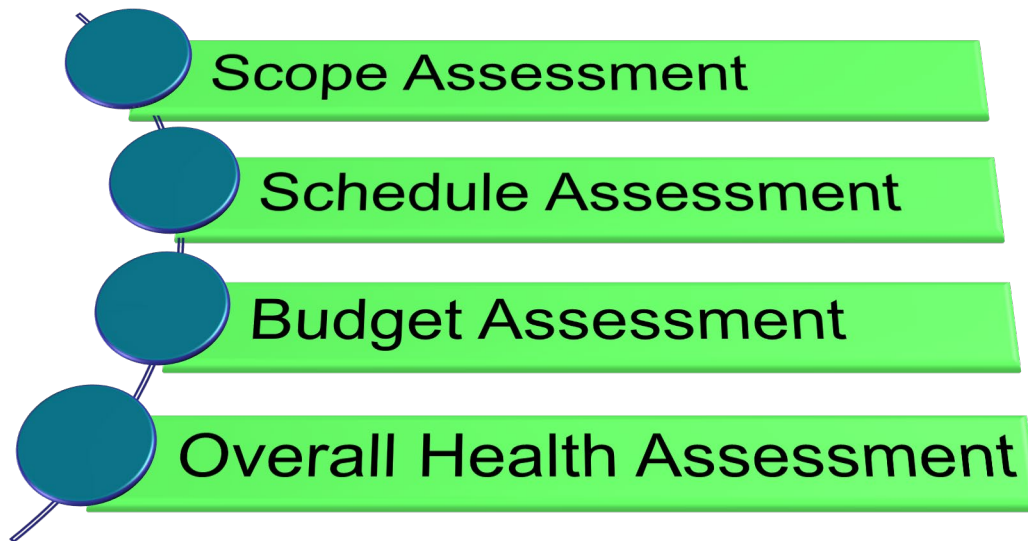 Scope Assessment
Schedule Assessment
Budget Assessment
Overall Health Assessment